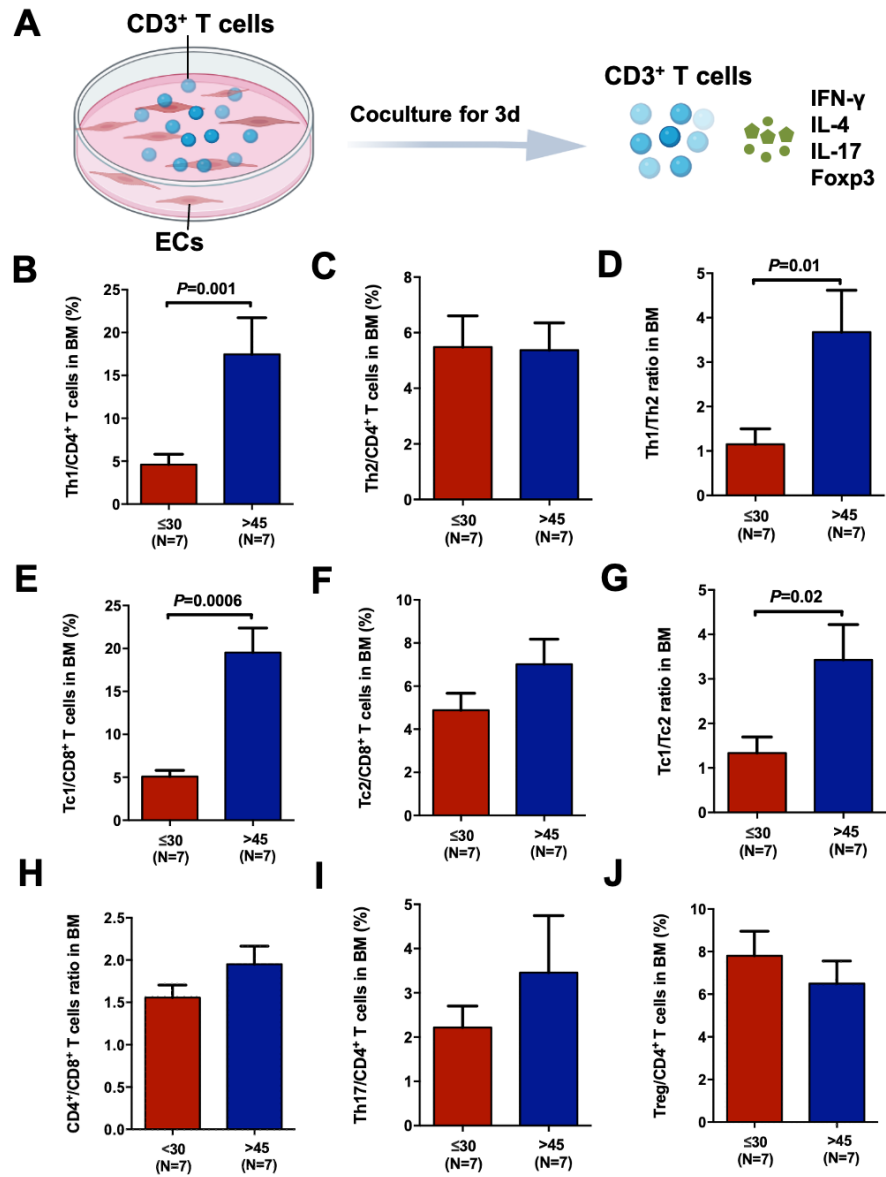 A
CD3⁺ T cells
ECs
Coculture for 3d
CD3⁺ T cells
IFN-γ
IL-4
IL-17
Foxp3
B
Th1/CD4⁺ T cells in BM (%)
25
20
15
10
5
0
P=0.001
≤30
(N=7)
>45
(N=7)
C
Th2/CD4⁺ T cells in BM (%)
8
6
4
2
0
≤30
(N=7)
>45
(N=7)
D
Th1/Th2 ratio in BM
5
4
3
2
1
0
P=0.01
≤30
(N=7)
>45
(N=7)
E
Tc1/CD8⁺ T cells in BM (%)
25
20
15
10
5
0
P=0.0006
≤30
(N=7)
>45
(N=7)
F
Tc2/CD8⁺ T cells in BM (%)
10
8
6
4
2
0
≤30
(N=7)
>45
(N=7)
G
Tc1/Tc2 ratio in BM
5
4
3
2
1
0
P=0.02
≤30
(N=7)
>45
(N=7)
H
CD4⁺/CD8⁺ T cells ratio in BM
2.5
2.0
1.5
1.0
0.5
0.0
<30
(N=7)
>45
(N=7)
I
Th17/CD4⁺ T cells in BM (%)
5
4
3
2
1
0
≤30
(N=7)
>45
(N=7)
J
Treg/CD4⁺ T cells in BM (%)
10
8
6
4
2
0
≤30
(N=7)
>45
(N=7)